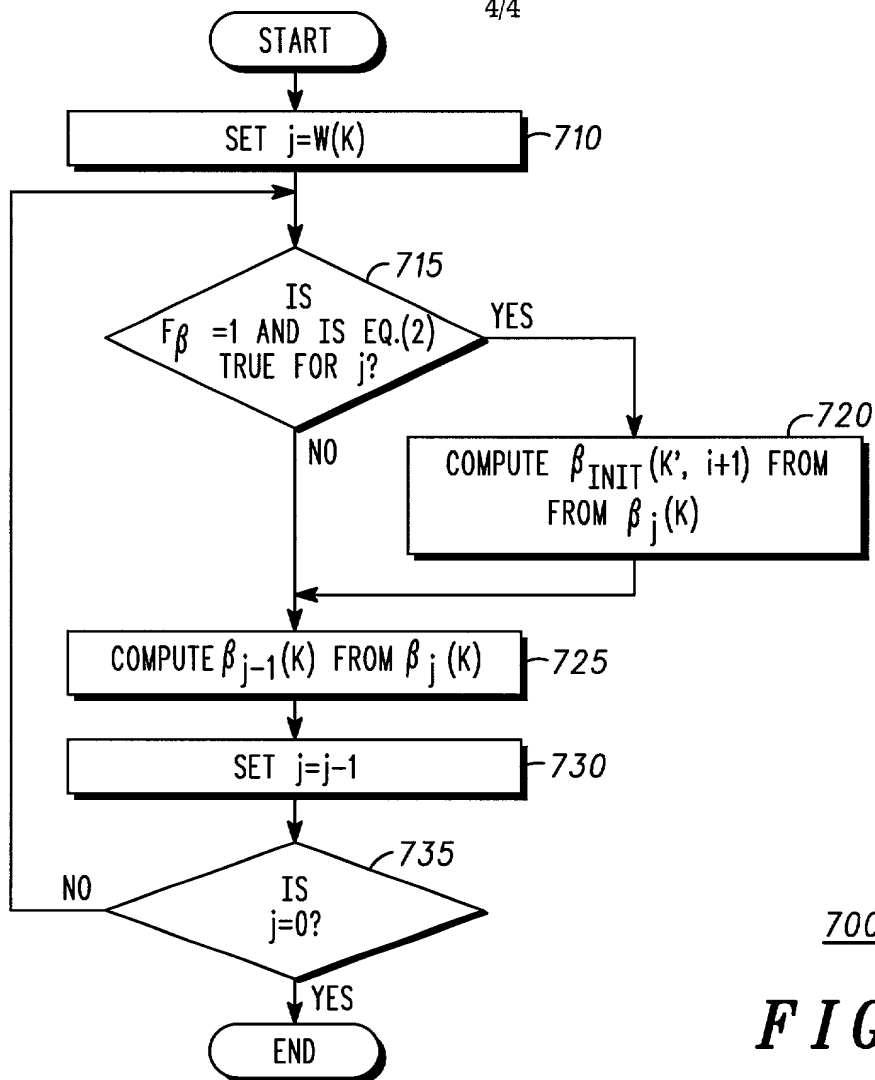 4/4
START
SET j=W(K)
710
715
IS
Fβ =1 AND IS EQ.(2)
TRUE FOR j?
YES
NO
720
COMPUTE βINIT(K', i+1) FROM
FROM βj(K)
COMPUTE βj-1(K) FROM βj(K)
725
SET j=j-1
730
735
IS
j=0?
NO
YES
END
700
FIG